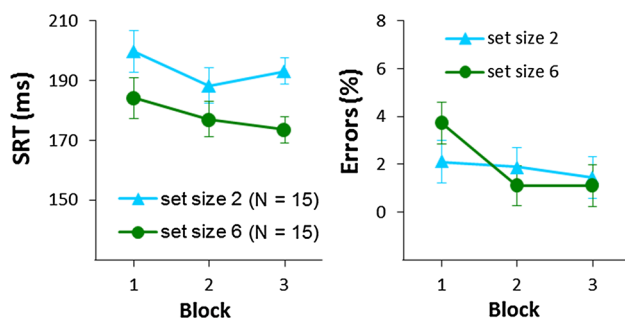 210
190
170
150
SRT (ms)
set size 2 (N = 15)
set size 6 (N = 15)
1 2 3
Block
8
6
4
2
0
Errors (%)
set size 2
set size 6
1 2 3
Block